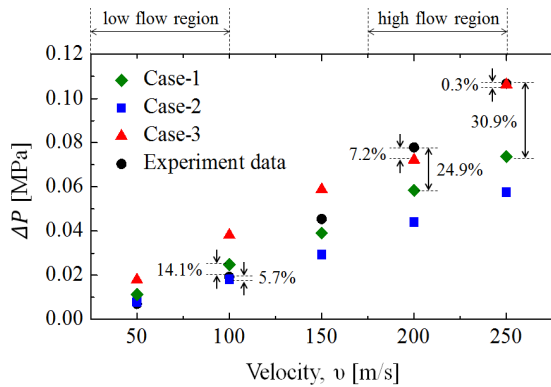 low flow region
high flow region
0.12
0.10
0.08
0.06
0.04
0.02
0.00
ΔP [MPa]
Case-1
Case-2
Case-3
Experiment data
14.1%
5.7%
7.2%
24.9%
0.3%
30.9%
50
100
150
200
250
Velocity, υ [m/s]